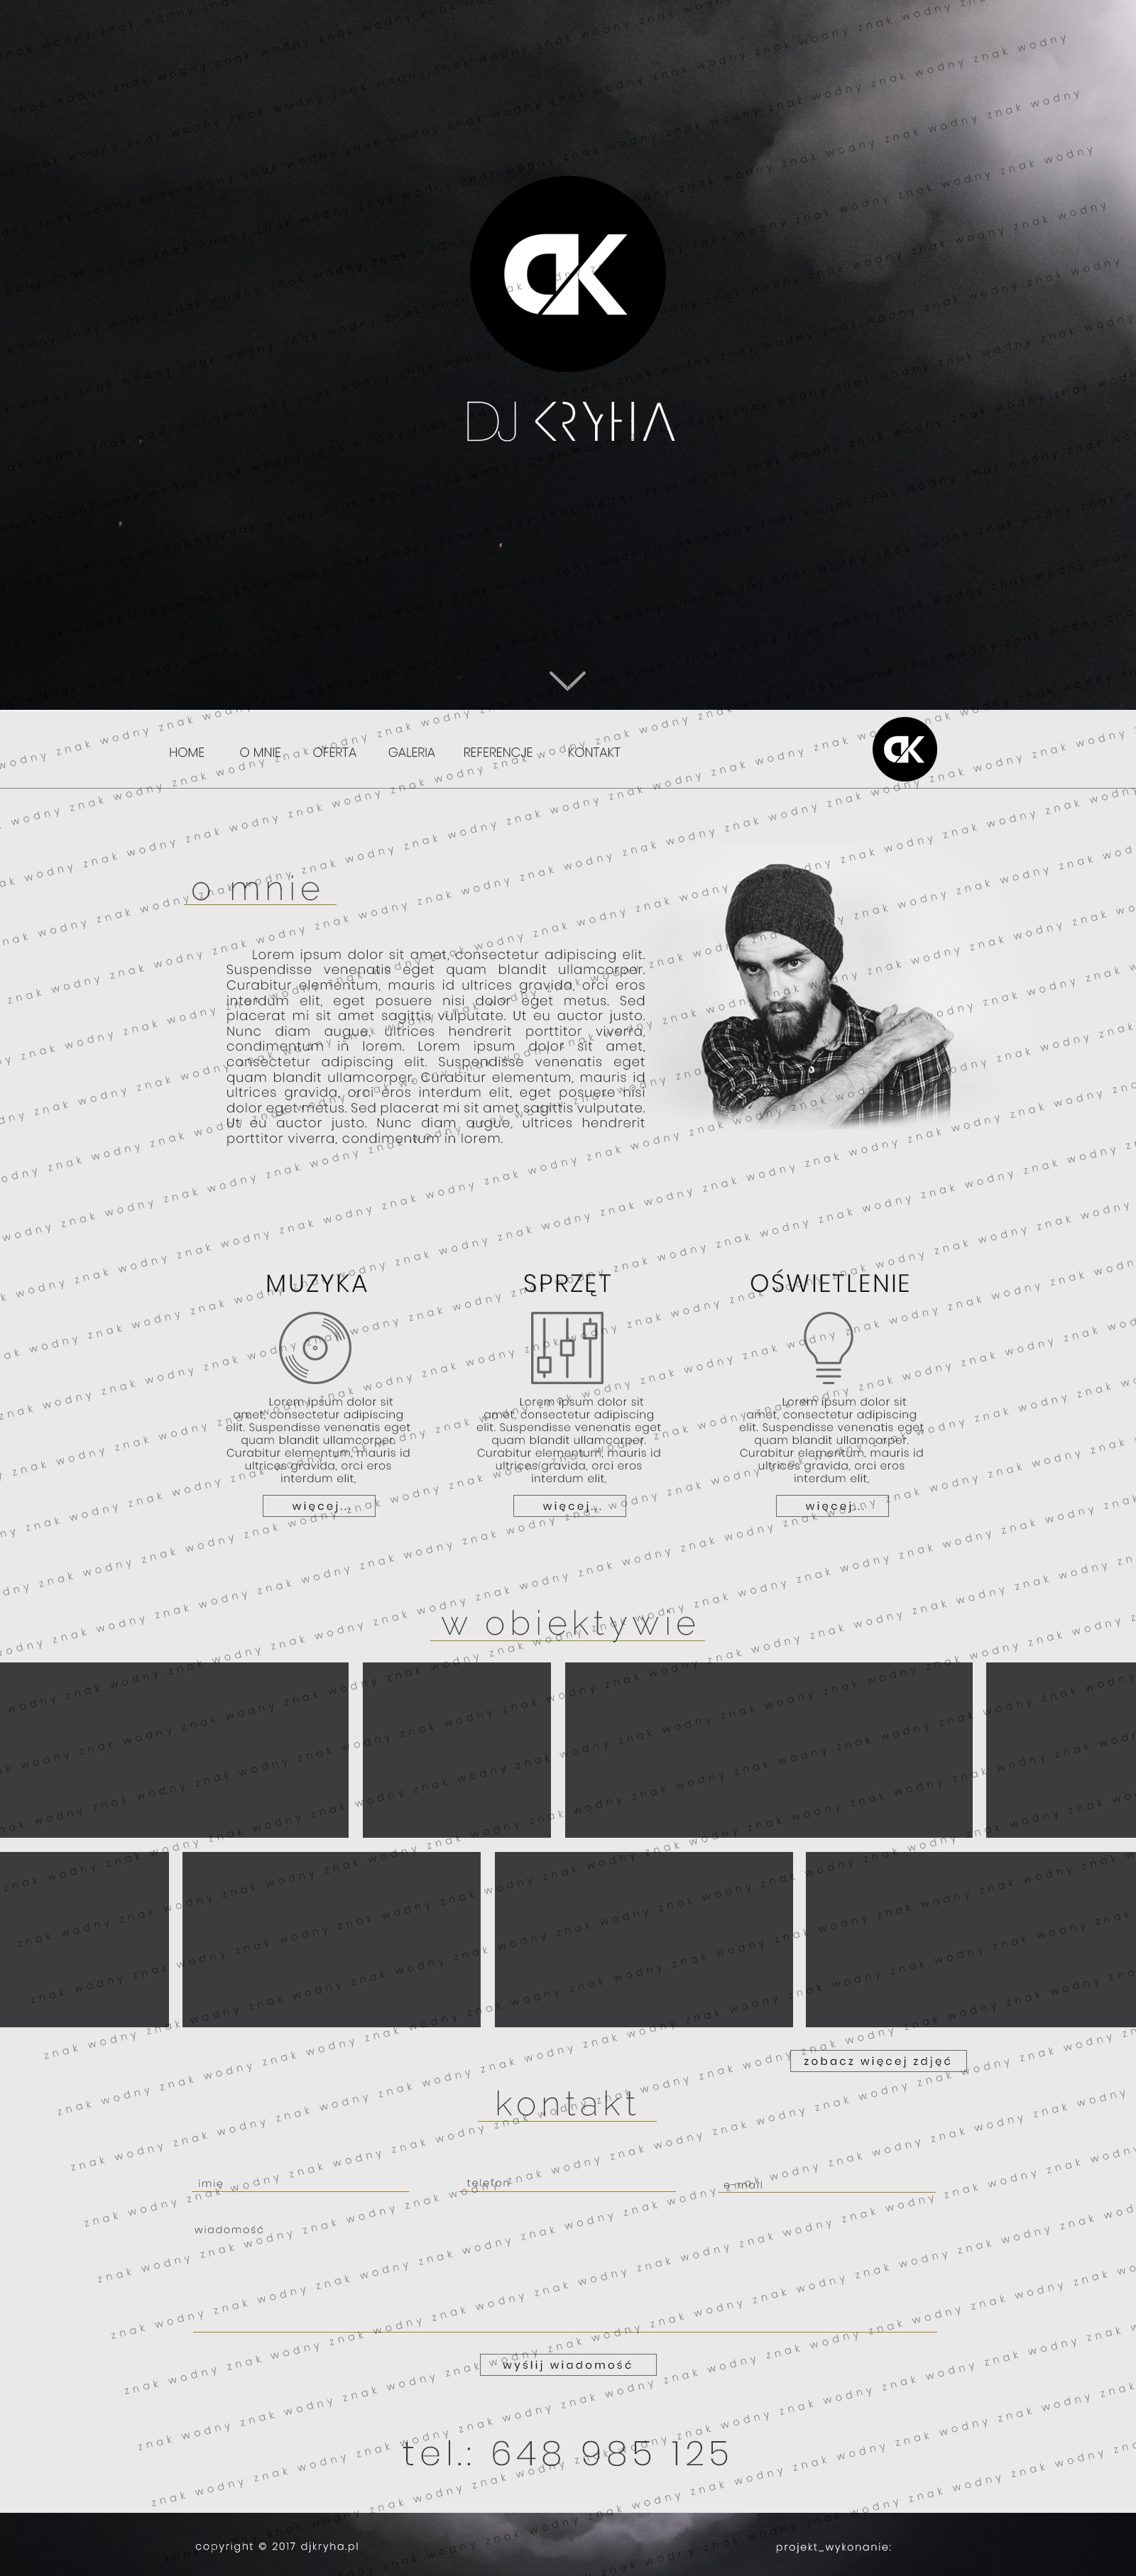 DK
DJ KRYHA
HOME O MNIE OFERTA GALERIA REFERENCJE KONTAKT
DK
o mnie
Lorem ipsum dolor sit amet, consectetur adipiscing elit.
Suspendisse venenatis eget quam blandit ullamcorper.
Curabitur elementum, mauris id ultrices gravida, orci eros
interdum elit, eget posuere nisi dolor eget metus. Sed
placerat mi sit amet sagittis vulputate. Ut eu auctor justo.
Nunc diam augue, ultrices hendrerit porttitor viverra,
condimentum in lorem. Lorem ipsum dolor sit amet,
consectetur adipiscing elit. Suspendisse venenatis eget
quam blandit ullamcorper. Curabitur elementum, mauris id
ultrices gravida, orci eros interdum elit, eget posuere nisi
dolor eget metus. Sed placerat mi sit amet sagittis vulputate.
Ut eu auctor justo. Nunc diam augue, ultrices hendrerit
porttitor viverra, condimentum in lorem.
MUZYKA
Lorem ipsum dolor sit
amet, consectetur adipiscing
elit. Suspendisse venenatis eget
quam blandit ullamcorper.
Curabitur elementum, mauris id
ultrices gravida, orci eros
interdum elit,
więcej...
SPRZĘT
Lorem ipsum dolor sit
amet, consectetur adipiscing
elit. Suspendisse venenatis eget
quam blandit ullamcorper.
Curabitur elementum, mauris id
ultrices gravida, orci eros
interdum elit,
więcej...
OŚWIETLENIE
Lorem ipsum dolor sit
amet, consectetur adipiscing
elit. Suspendisse venenatis eget
quam blandit ullamcorper.
Curabitur elementum, mauris id
ultrices gravida, orci eros
interdum elit,
więcej...
w obiektywie
zobacz więcej zdjęć
kontakt
imię telefon e-mail
wiadomość
wyślij wiadomość
tel.: 648 985 125
copyright © 2017 djkryha.pl projekt_wykonanie:
znak wodny znak wodny znak wodny